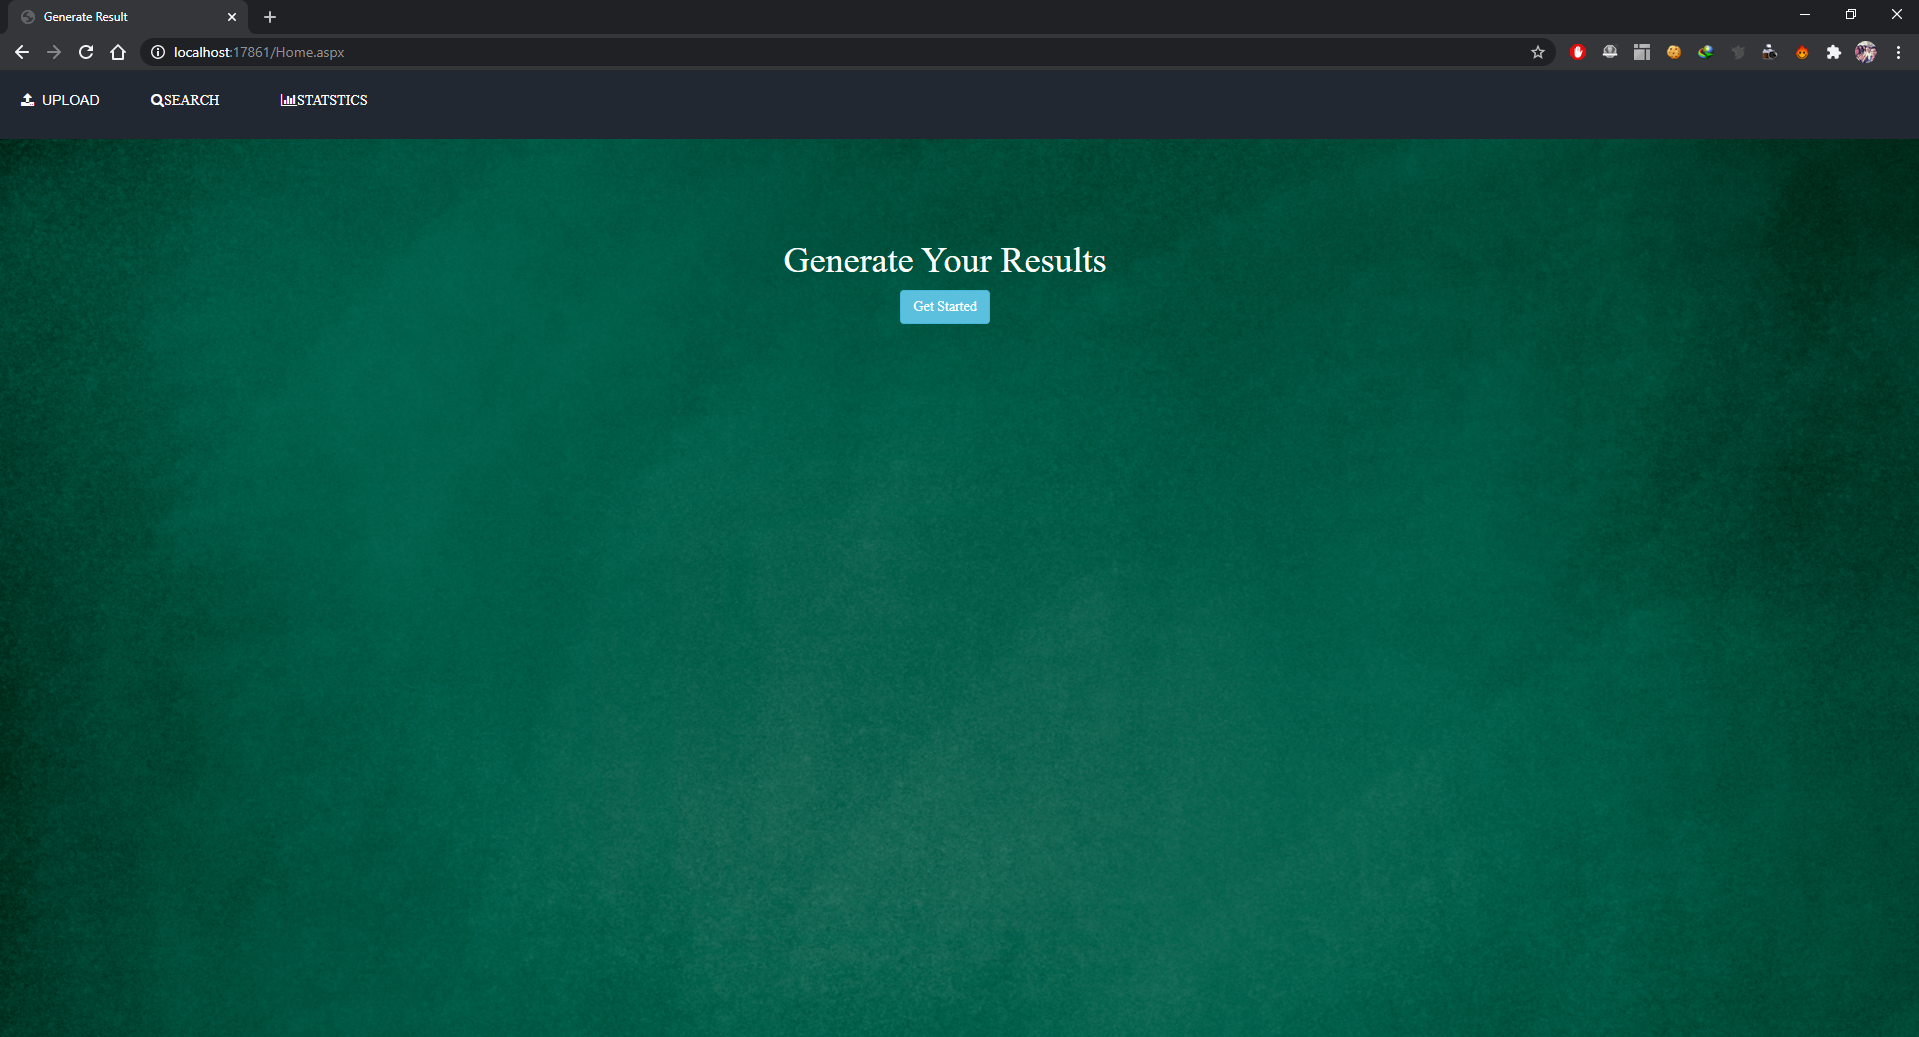 Generate Result
localhost:17861/Home.aspx
UPLOAD SEARCH STATSTICS
Generate Your Results
Get Started